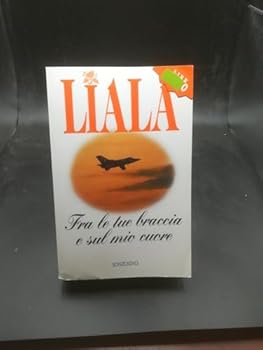 LIALA
Fra le tue braccia
e sul mio cuore
SONZOGNO